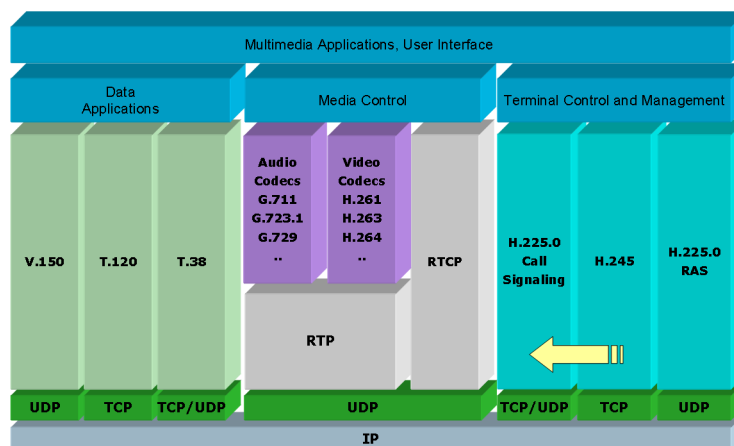 Multimedia Applications, User Interface
Data
Applications
Media Control
Terminal Control and Management
V.150
T.120
T.38
Audio
Codecs
G.711
G.723.1
G.729
..
Video
Codecs
H.261
H.263
H.264
..
RTP
RTCP
H.225.0
Call
Signaling
H.245
H.225.0
RAS
UDP
TCP
TCP/UDP
UDP
TCP/UDP
TCP
UDP
IP